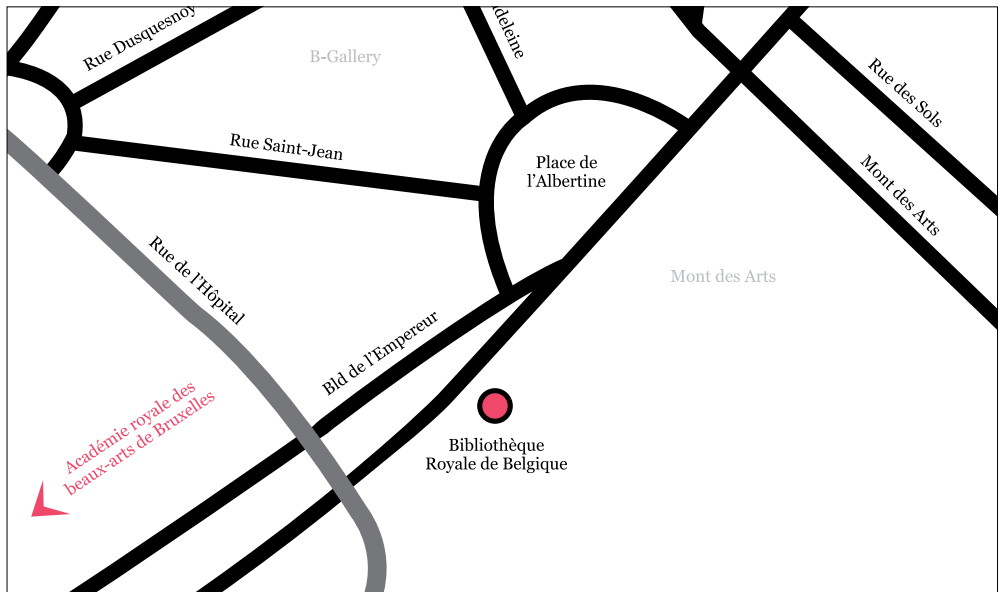 Rue Dusquesnoy
B-Gallery
Rue des Sols
Rue Saint-Jean
Place de
l’Albertine
Mont des Arts
Rue de l’Hôpital
Mont des Arts
Bld de l’Empereur
Académie royale des
beaux-arts de Bruxelles
Bibliothèque
Royale de Belgique